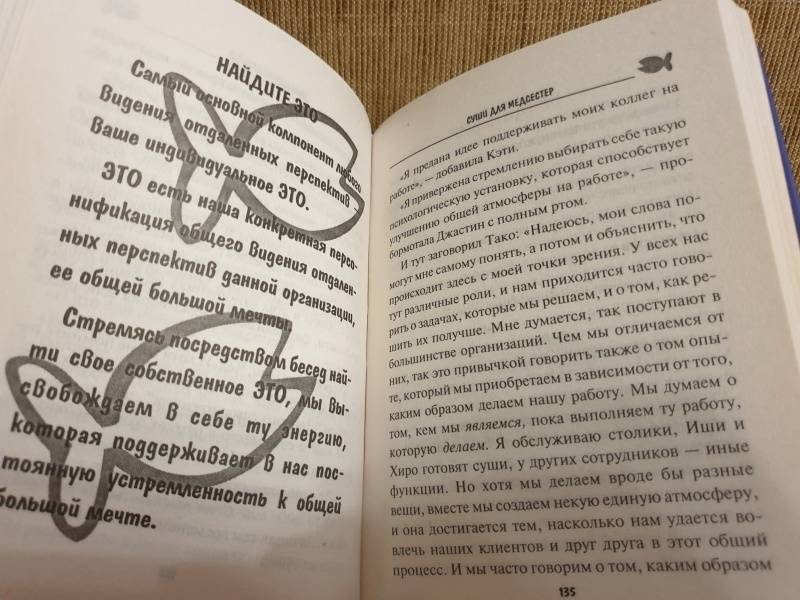 НАЙДИТЕ ЭТО
Самый основной компонент любого
Видения отдаленных перспектив –
Ваше индивидуальное ЭТО.
ЭТО есть наша конкретная персо-
нификация общего Видения отдален-
ных перспектив данной организации,
ее общей большой мечты.
Стремясь посредством бесед най-
ти свое собственное ЭТО, мы вы-
свобождаем в себе ту энергию,
которая поддерживает в нас пос-
тоянную устремленность к общей
большой мечте.
СУШИ ДЛЯ МЕДСЕСТЕР
«Я предана идее поддерживать моих коллег на
работе», – добавила Кэти.
«Я привержена стремлению выбирать себе такую
психологическую установку, которая способствует
улучшению общей атмосферы на работе», – про-
бормотала Джастин с полным ртом.
И тут заговорил Тако: «Надеюсь, мои слова по-
могут мне самому понять, а потом и объяснить, что
происходит здесь с моей точки зрения. У всех нас
тут различные роли, и нам приходится часто гово-
рить о задачах, которые мы решаем, и о том, как ре-
шить их получше. Мне думается, так поступают в
большинстве организаций. Чем мы отличаемся от
них, так это привычкой говорить также о том опы-
те, который мы приобретаем в зависимости от того,
каким образом делаем нашу работу. Мы думаем о
том, кем мы являемся, пока выполняем ту работу,
которую делаем. Я обслуживаю столики, Иши и
Хиро готовят суши, у других сотрудников – иные
функции. Но хотя мы делаем вроде бы разные
вещи, вместе мы создаем некую единую атмосферу,
и она достигается тем, насколько нам удается во-
влечь наших клиентов и друг друга в этот общий
процесс. И мы часто говорим о том, каким образом
135